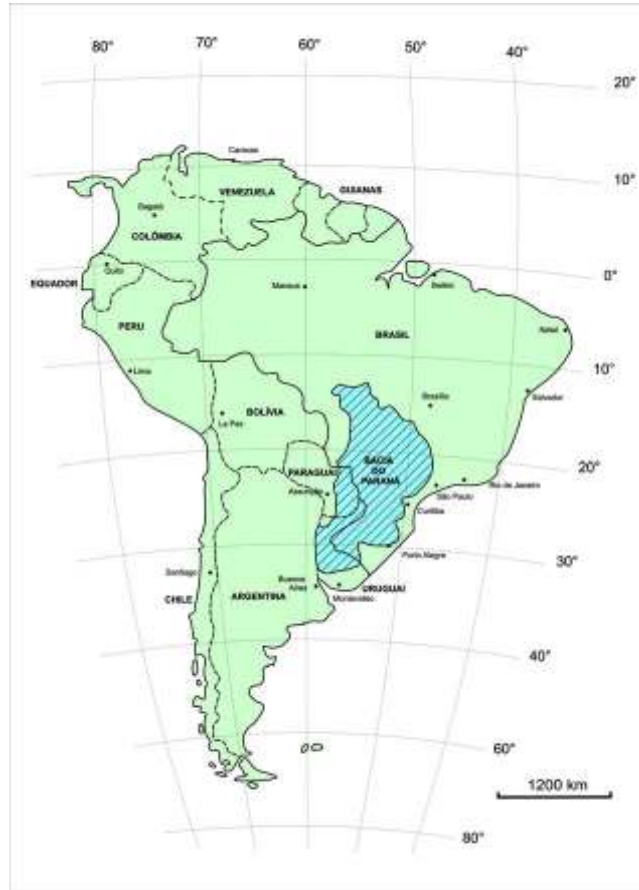 80°
70°
60°
50°
40°
20°
Caracas
VENEZUELA
GUIANAS
10°
Bogotá
COLÔMBIA
Quito
EQUADOR
0°
Manaus
Belém
PERU
BRASIL
Natal
Lima
10°
Brasília
Salvador
BOLÍVIA
La Paz
BACIA
DO
PARANÁ
PARAGUAI
20°
Assunção
Rio de Janeiro
São Paulo
Curitiba
Porto Alegre
30°
Santiago
Buenos
Aires
CHILE
ARGENTINA
URUGUAI
Montevideo
40°
60°
1200 km
80°